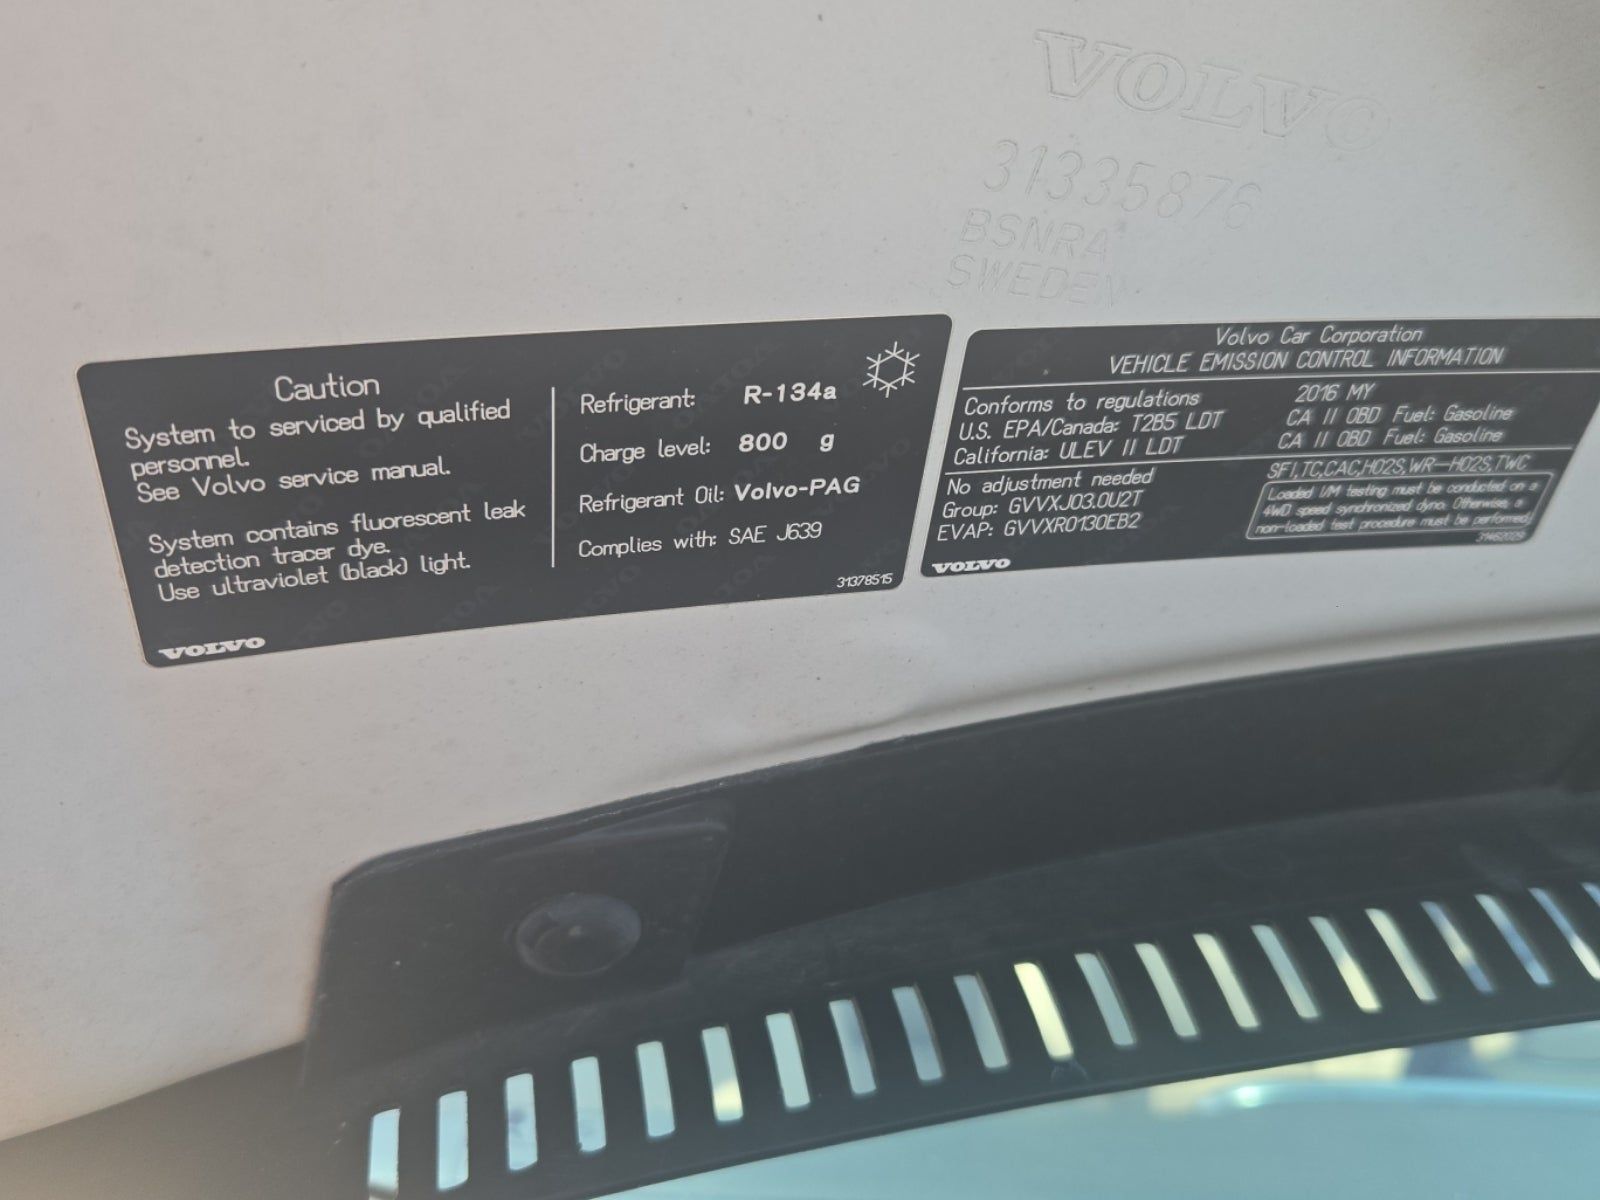 VOLVO
31335876
BSNRA
SWEDEN
Caution
System to serviced by qualified
personnel.
See Volvo service manual.
System contains fluorescent leak
detection tracer dye.
Use ultraviolet (black) light.
VOLVO
Refrigerant: R-134a
Charge level: 800 g
Refrigerant Oil: Volvo-PAG
Complies with: SAE J639
31378515
Volvo Car Corporation
VEHICLE EMISSION CONTROL INFORMATION
Conforms to regulations 2016 MY
U.S. EPA/Canada: T2B5 LDT CA II OBD Fuel: Gasoline
California: ULEV II LDT CA II OBD Fuel: Gasoline
No adjustment needed SFI,TC,CAC,HO2S,WR-HO2S,TWC
Group: GVVXJ03.0U2T
EVAP: GVVXR0130EB2
Loaded I/M testing must be conducted on a
4WD speed synchronized dyno. Otherwise, a
non-loaded test procedure must be performed.
31462029
VOLVO